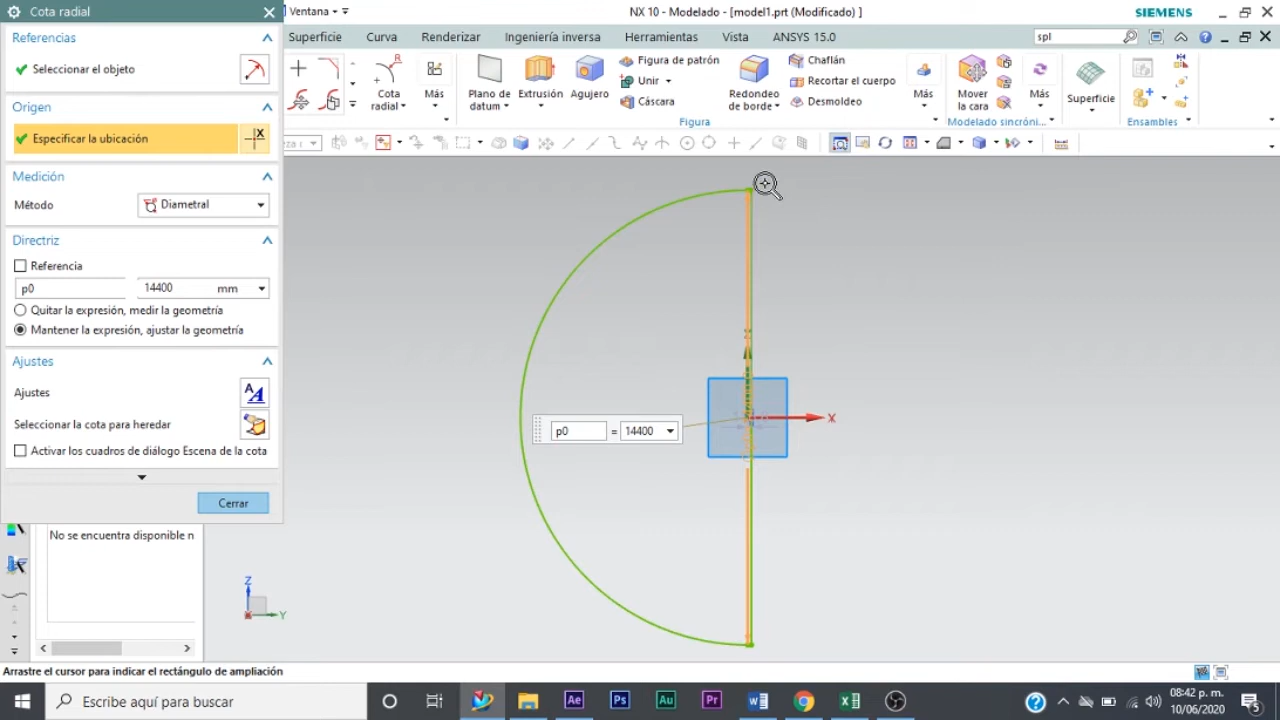 Cota radial
Ventana
NX 10 - Modelado - [model1.prt (Modificado) ]
SIEMENS
Superficie
Curva
Renderizar
Ingeniería inversa
Herramientas
Vista
ANSYS 15.0
spl
Referencias
Seleccionar el objeto
Origen
Especificar la ubicación
Medición
Método
Diametral
Directriz
Referencia
p0
14400 mm
Quitar la expresión, medir la geometría
Mantener la expresión, ajustar la geometría
Ajustes
Ajustes
Seleccionar la cota para heredar
Activar los cuadros de diálogo Escena de la cota
Cerrar
No se encuentra disponible n
Cota
radial
Más
Plano de
datum
Extrusión
Agujero
Figura de patrón
Unir
Cáscara
Redondeo
de borde
Chaflán
Recortar el cuerpo
Desmoldeo
Más
Figura
Mover
la cara
Más
Modelado sincróni...
Superficie
Ensambles
Z
X
p0 = 14400
Z
Y
Arrastre el cursor para indicar el rectángulo de ampliación
Escribe aquí para buscar
Ae
Ps
Au
Pr
08:42 p. m.
10/06/2020
5